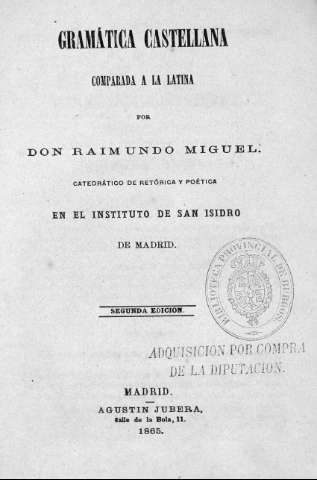 GRAMÁTICA CASTELLANA
COMPARADA A LA LATINA
POR
DON RAIMUNDO MIGUEL.
CATEDRÁTICO DE RETÓRICA Y POÉTICA
EN EL INSTITUTO DE SAN ISIDRO
DE MADRID.
SEGUNDA EDICION.
BIBLIOTECA PROVINCIAL DE BURGOS
ADQUISICION POR COMPRA
DE LA DIPUTACION.
MADRID.
AGUSTIN JUBERA,
Calle de la Bola, 11.
1865.